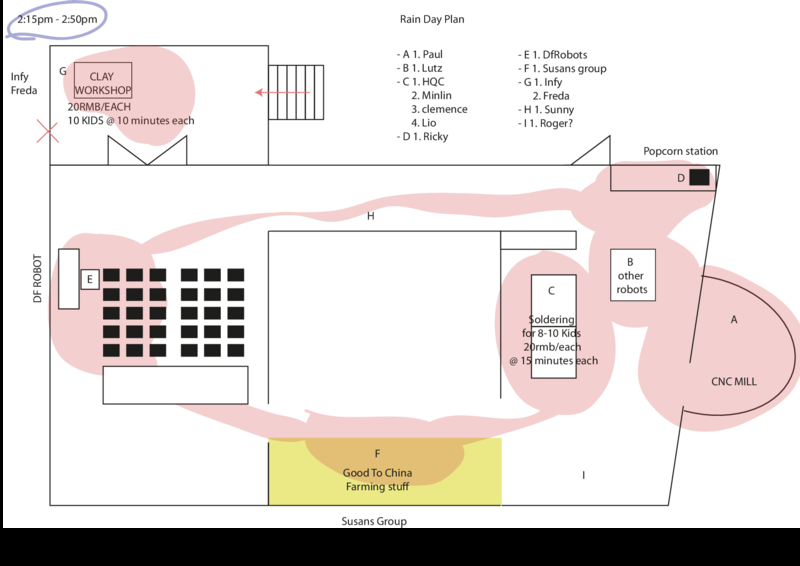 2:15pm - 2:50pm
Rain Day Plan
- A 1. Paul
- B 1. Lutz
- C 1. HQC
2. Minlin
3. clemence
4. Lio
- D 1. Ricky
- E 1. DfRobots
- F 1. Susans group
- G 1. Infy
2. Freda
- H 1. Sunny
- I 1. Roger?
Infy
Freda
G
CLAY
WORKSHOP
20RMB/EACH
10 KIDS @ 10 minutes each
Popcorn station
D
H
DF ROBOT
E
B
other
robots
C
Soldering
for 8-10 Kids
20rmb/each
@ 15 minutes each
A
CNC MILL
F
Good To China
Farming stuff
I
Susans Group